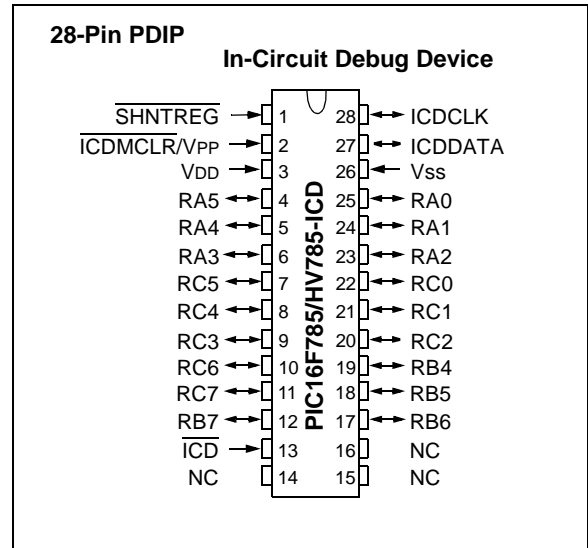 28-Pin PDIP
In-Circuit Debug Device
SHNTREG 1 28 ICDCLK
ICDMCLR/VPP 2 27 ICDDATA
VDD 3 26 VSS
RA5 4 25 RA0
RA4 5 24 RA1
RA3 6 23 RA2
RC5 7 22 RC0
RC4 8 21 RC1
RC3 9 20 RC2
RC6 10 19 RB4
RC7 11 18 RB5
RB7 12 17 RB6
ICD 13 16 NC
NC 14 15 NC
PIC16F785/HV785-ICD